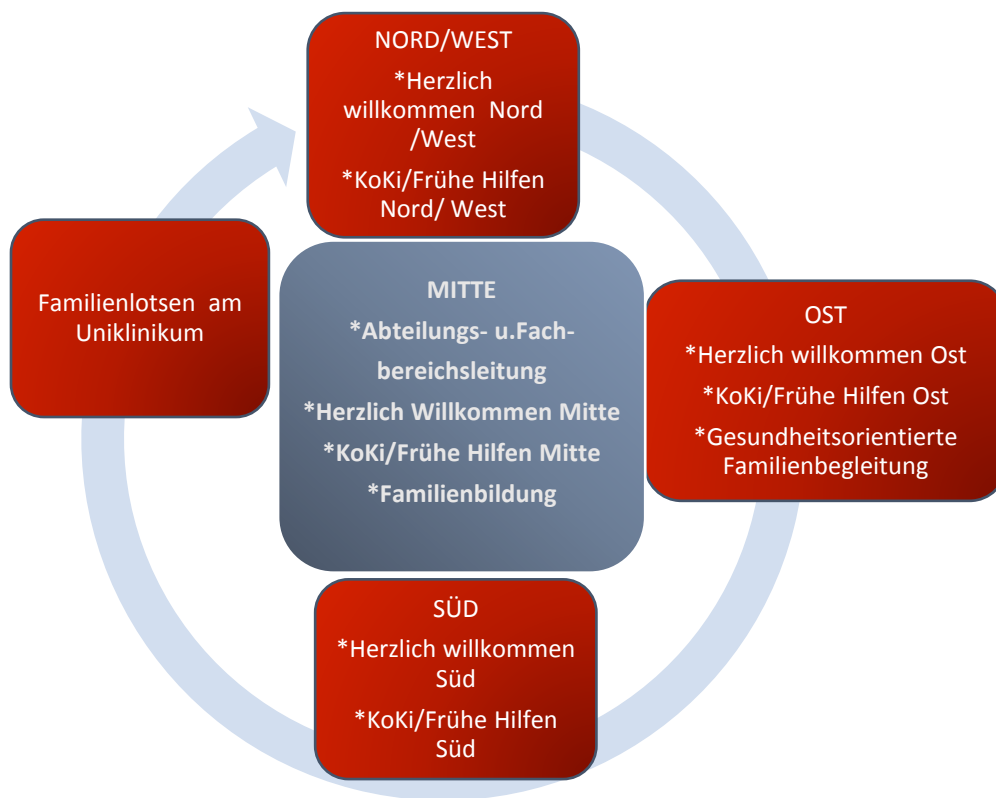 NORD/WEST
*Herzlich
willkommen Nord
/West
*KoKi/Frühe Hilfen
Nord/ West
Familienlotsen am
Uniklinikum
MITTE
*Abteilungs- u.Fach-
bereichsleitung
*Herzlich Willkommen Mitte
*KoKi/Frühe Hilfen Mitte
*Familienbildung
OST
*Herzlich willkommen Ost
*KoKi/Frühe Hilfen Ost
*Gesundheitsorientierte
Familienbegleitung
SÜD
*Herzlich willkommen
Süd
*KoKi/Frühe Hilfen
Süd